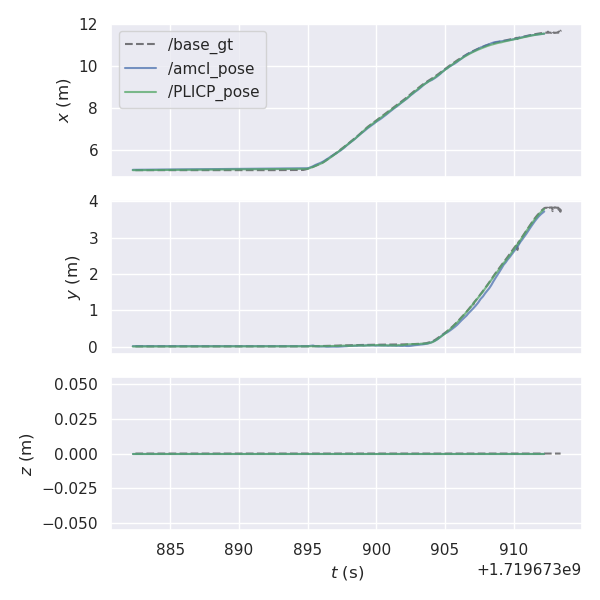 12
10
8
6
x (m)
/base_gt
/amcl_pose
/PLICP_pose
4
3
2
1
0
y (m)
0.050
0.025
0.000
−0.025
−0.050
z (m)
885 890 895 900 905 910
t (s)
+1.719673e9